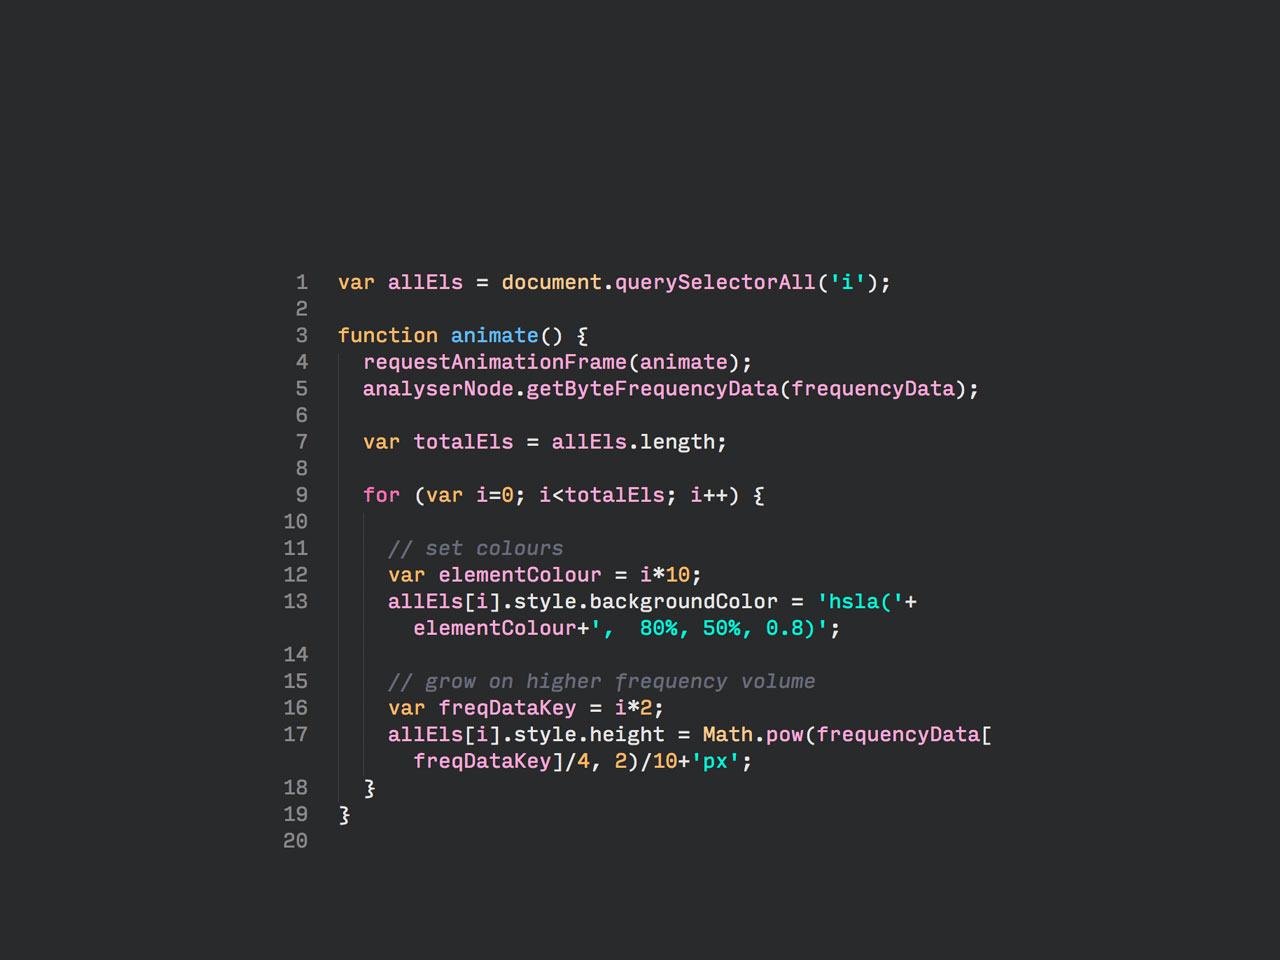 1 var allEls = document.querySelectorAll('i');
2
3 function animate() {
4 requestAnimationFrame(animate);
5 analyserNode.getByteFrequencyData(frequencyData);
6
7 var totalEls = allEls.length;
8
9 for (var i=0; i<totalEls; i++) {
10
11 // set colours
12 var elementColour = i*10;
13 allEls[i].style.backgroundColor = 'hsla('+
elementColour+',  80%, 50%, 0.8)';
14
15 // grow on higher frequency volume
16 var freqDataKey = i*2;
17 allEls[i].style.height = Math.pow(frequencyData[
freqDataKey]/4, 2)/10+'px';
18 }
19 }
20